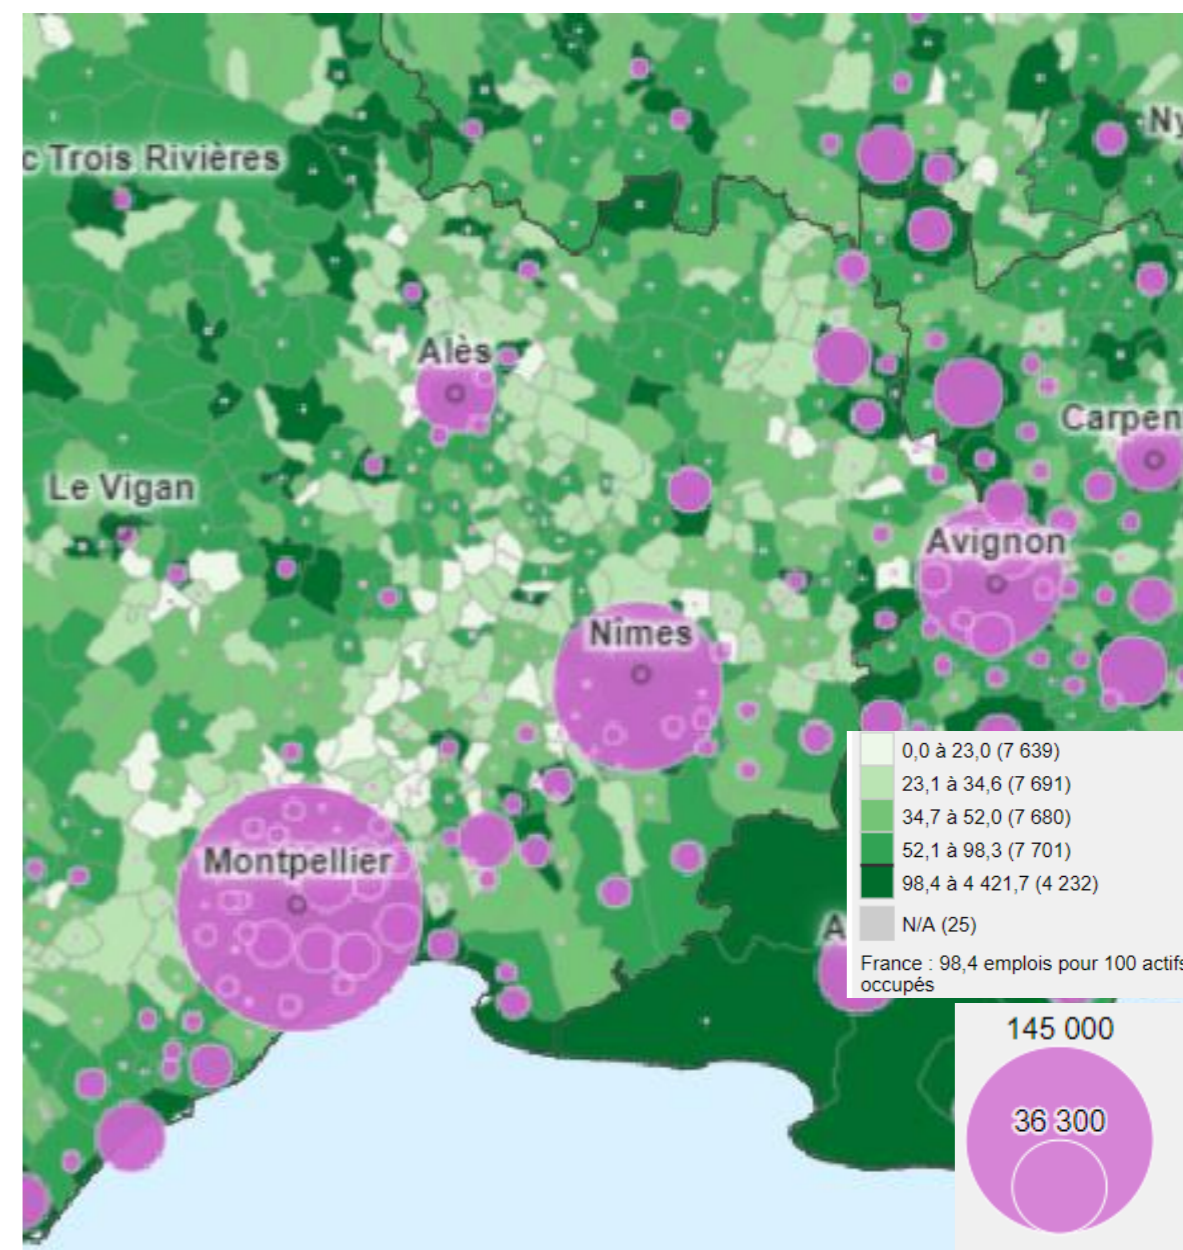 c Trois Rivières
Ny
Alès
Carpen
Le Vigan
Avignon
Nîmes
Montpellier
A
0,0 à 23,0 (7 639)
23,1 à 34,6 (7 691)
34,7 à 52,0 (7 680)
52,1 à 98,3 (7 701)
98,4 à 4 421,7 (4 232)
N/A (25)
France : 98,4 emplois pour 100 actifs
occupés
145 000
36 300